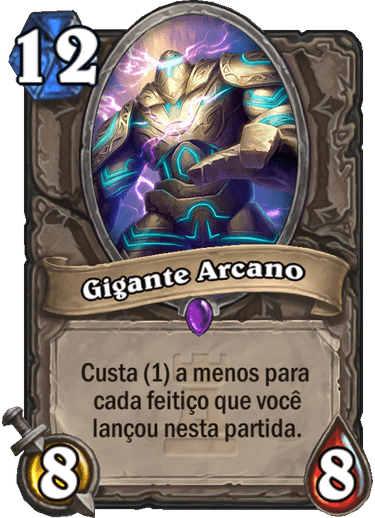 12
Gigante Arcano
Custa (1) a menos para
cada feitiço que você
lançou nesta partida.
8
8